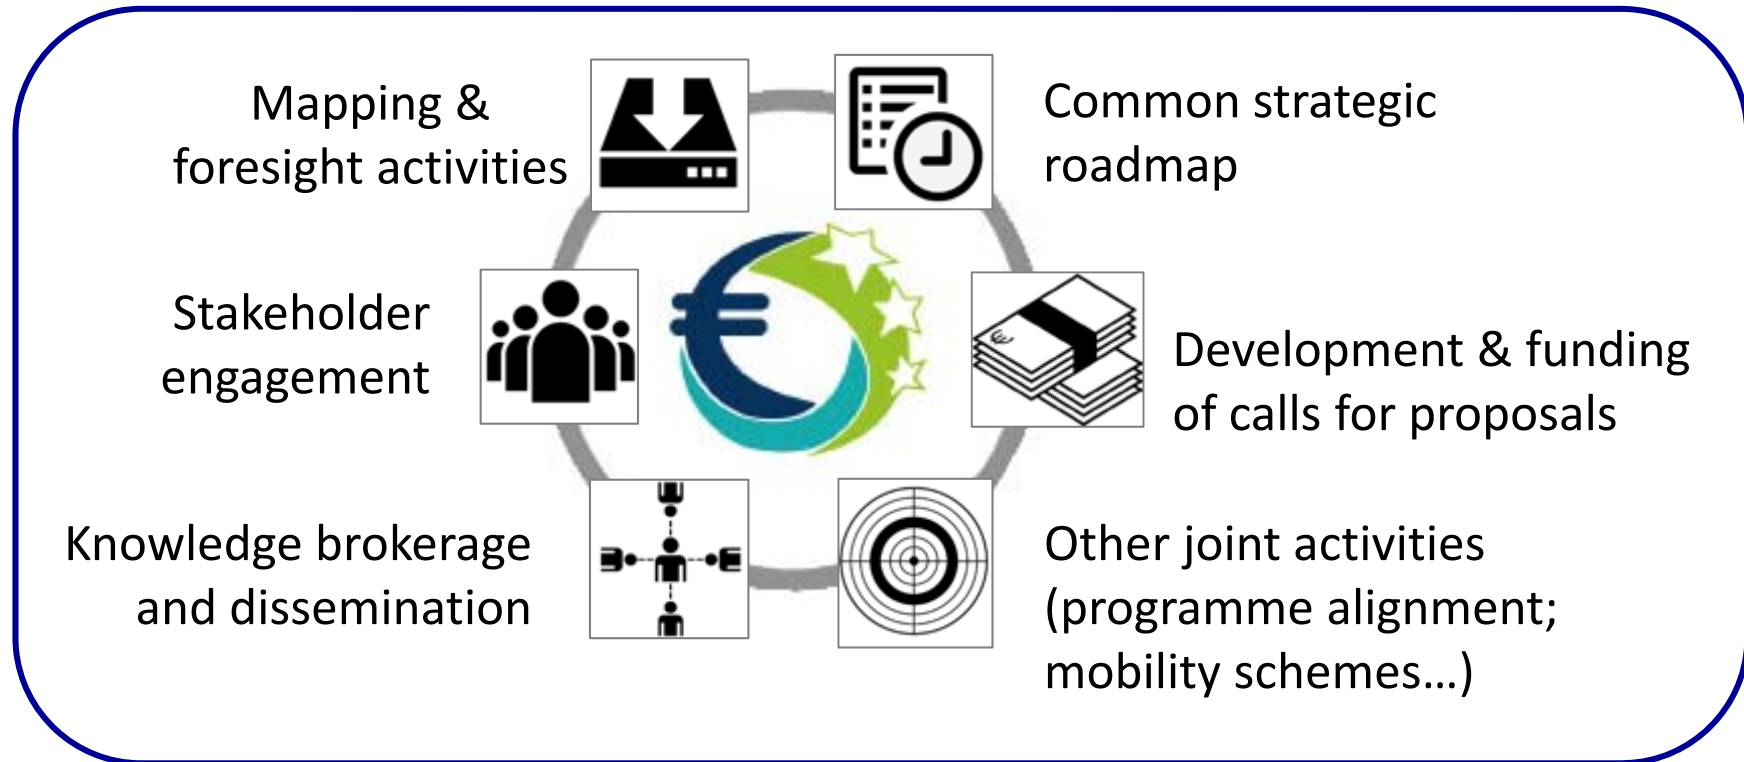 Mapping &
foresight activities
Common strategic
roadmap
Stakeholder
engagement
Development & funding
of calls for proposals
Knowledge brokerage
and dissemination
Other joint activities
(programme alignment;
mobility schemes…)